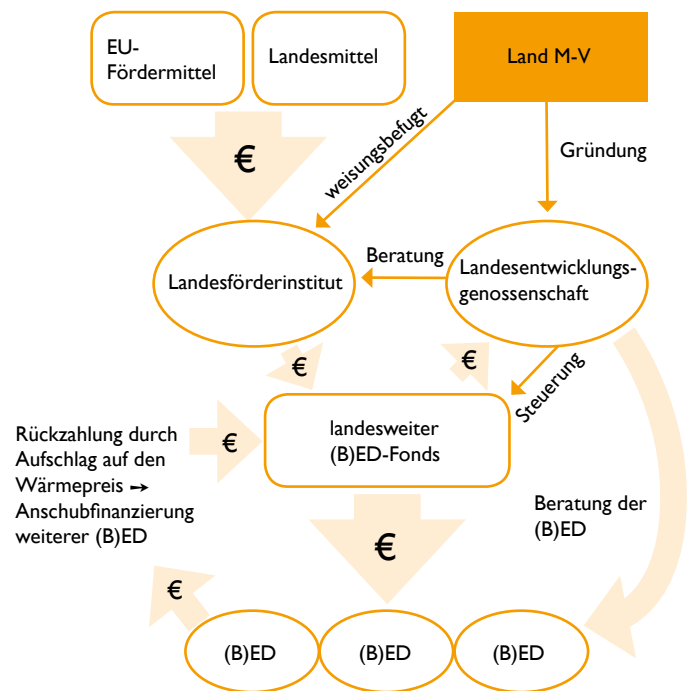 EU-
Fördermittel
Landesmittel
Land M-V
€
weisungsbefugt
Gründung
Landesförderinstitut
Beratung
Landesentwicklungs-
genossenschaft
€
€
Steuerung
landesweiter
(B)ED-Fonds
Rückzahlung durch
Aufschlag auf den
Wärmepreis →
Anschubfinanzierung
weiterer (B)ED
€
€
Beratung der
(B)ED
€
(B)ED
(B)ED
(B)ED